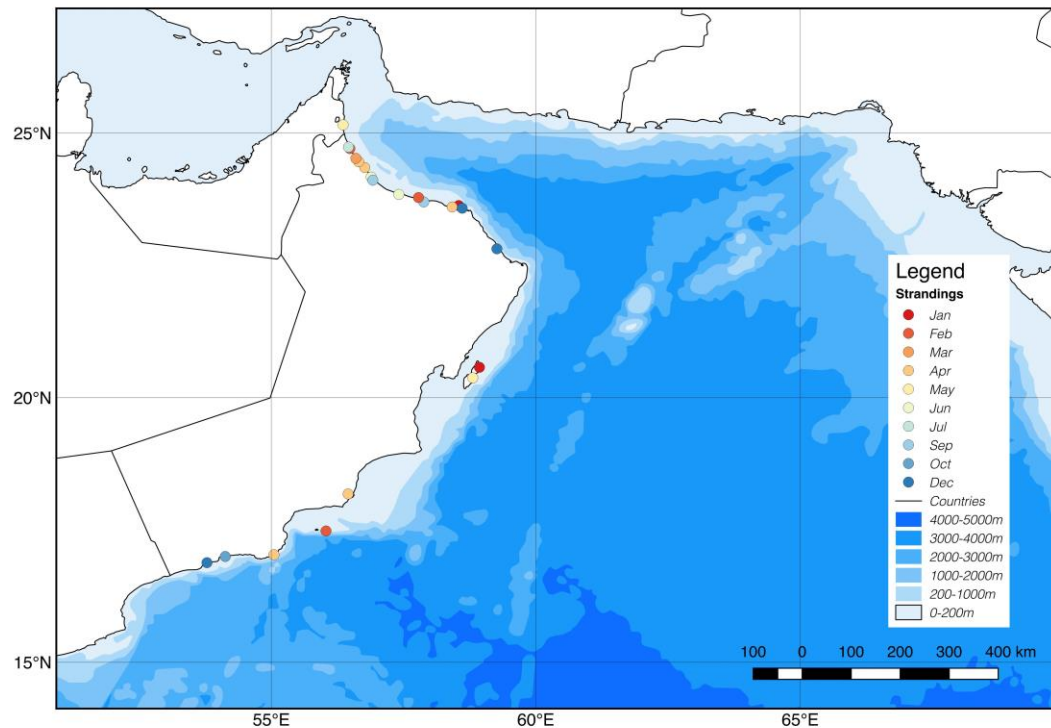 25°N
20°N
15°N
55°E
60°E
65°E
Legend
Strandings
Jan
Feb
Mar
Apr
May
Jun
Jul
Sep
Oct
Dec
Countries
4000-5000m
3000-4000m
2000-3000m
1000-2000m
200-1000m
0-200m
100 0 100 200 300 400 km